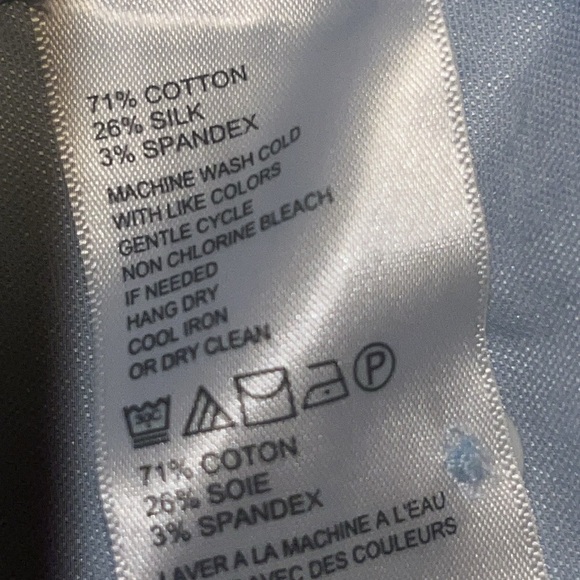 71% COTTON
26% SILK
3% SPANDEX
MACHINE WASH COLD
WITH LIKE COLORS
GENTLE CYCLE
NON CHLORINE BLEACH
IF NEEDED
HANG DRY
COOL IRON
OR DRY CLEAN
30C P
71% COTON
26% SOIE
3% SPANDEX
LAVER A LA MACHINE A L'EAU
AVEC DES COULEURS